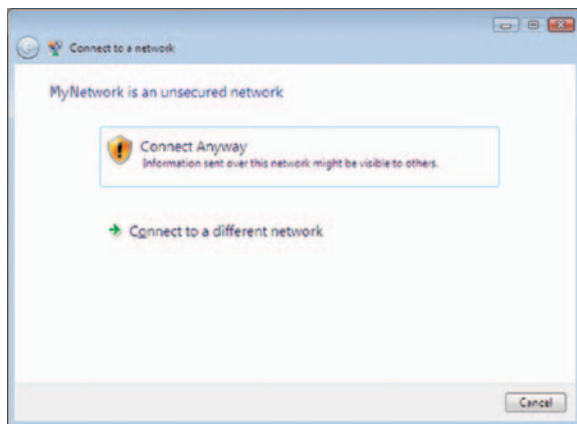 Connect to a network
MyNetwork is an unsecured network
Connect Anyway
Information sent over this network might be visible to others.
Connect to a different network
Cancel